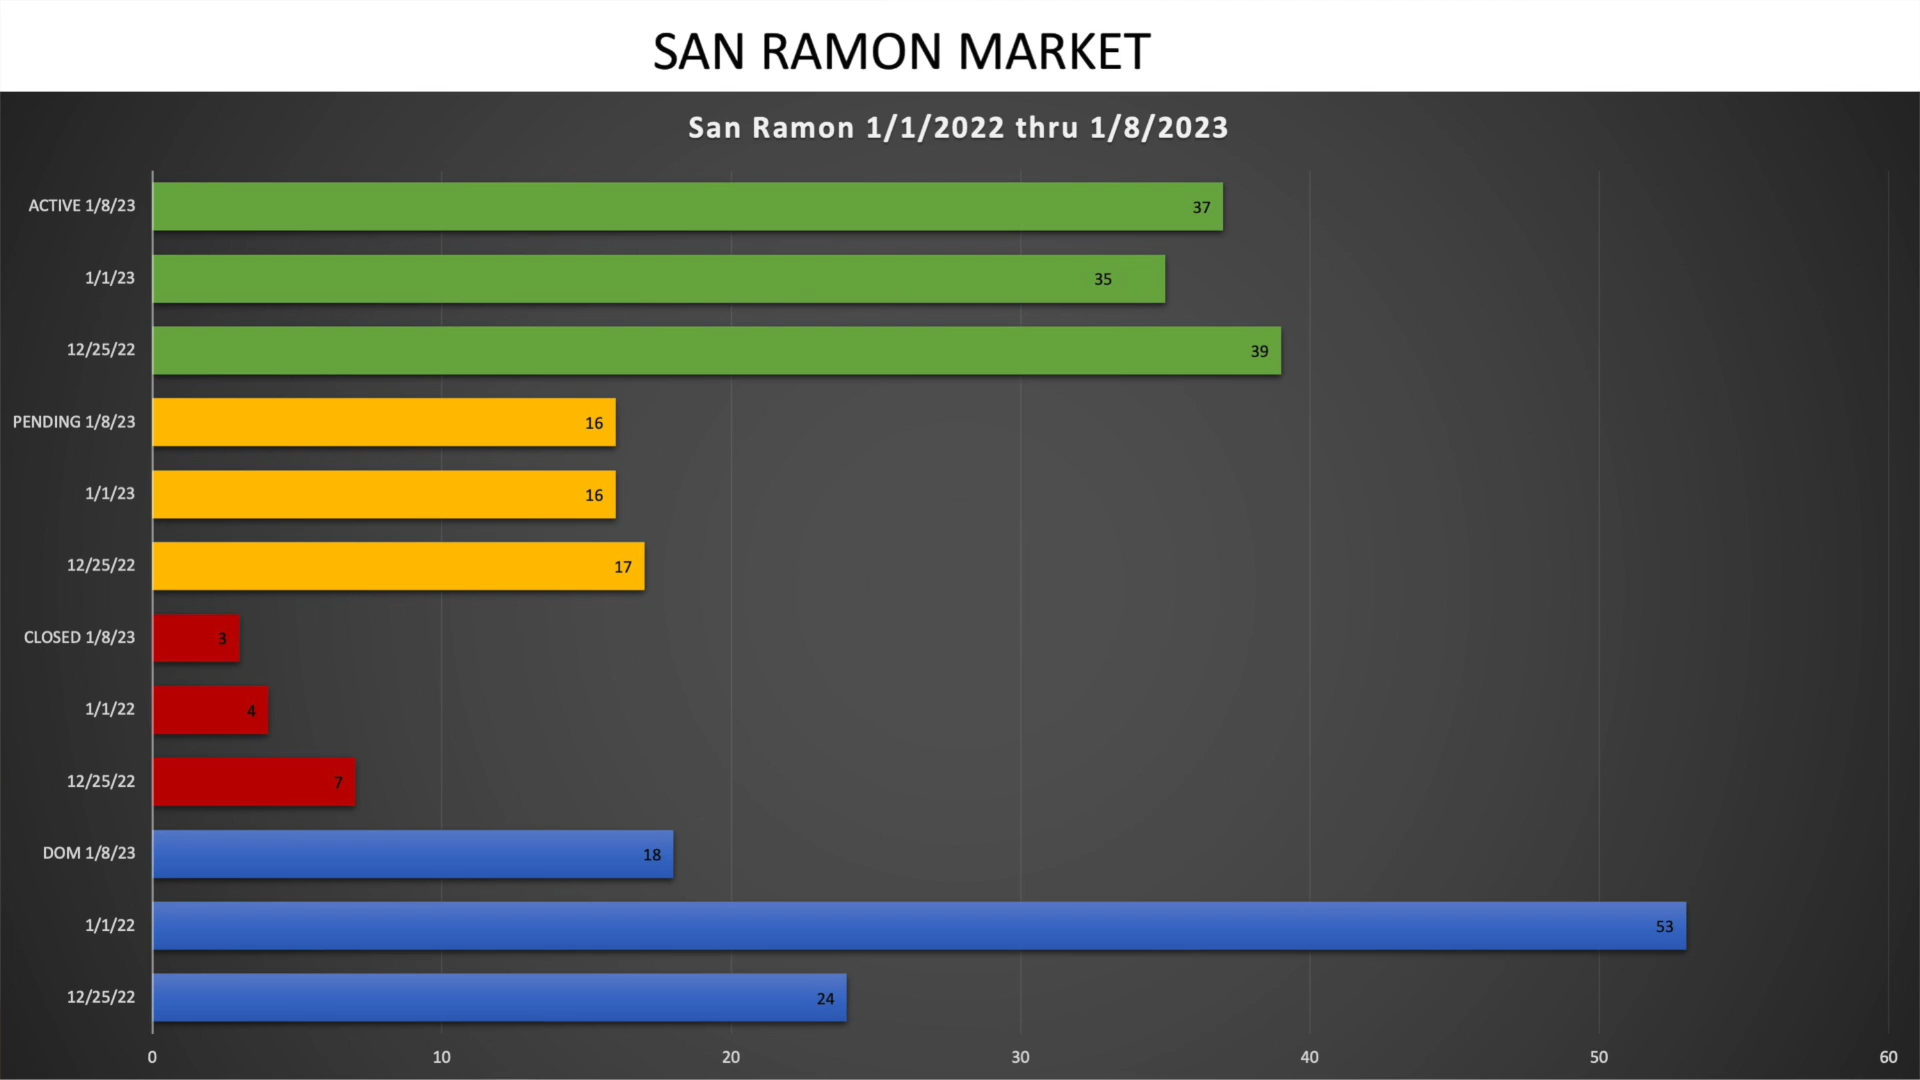 SAN RAMON MARKET
San Ramon 1/1/2022 thru 1/8/2023
ACTIVE 1/8/23 37
1/1/23 35
12/25/22 39
PENDING 1/8/23 16
1/1/23 16
12/25/22 17
CLOSED 1/8/23 3
1/1/22 4
12/25/22 7
DOM 1/8/23 18
1/1/22 53
12/25/22 24
0 10 20 30 40 50 60